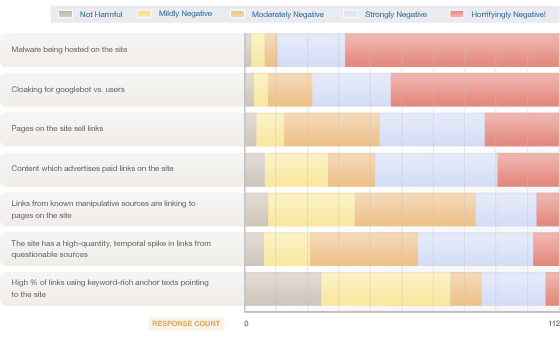 Not Harmful Mildly Negative Moderately Negative Strongly Negative Horrifyingly Negative!
Malware being hosted on the site
Cloaking for googlebot vs. users
Pages on the site sell links
Content which advertises paid links on the site
Links from known manipulative sources are linking to
pages on the site
The site has a high-quantity, temporal spike in links from
questionable sources
High % of links using keyword-rich anchor texts pointing
to the site
RESPONSE COUNT 0 112